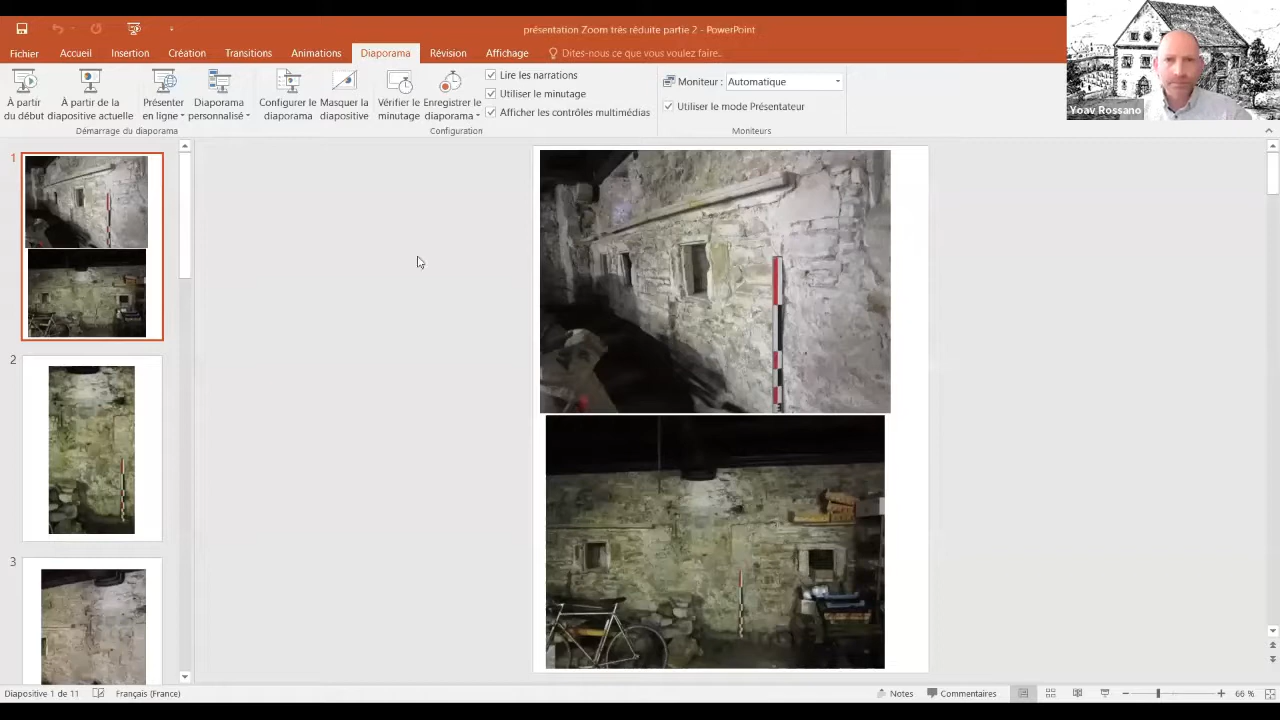 présentation Zoom très réduite partie 2 - PowerPoint
Fichier Accueil Insertion Création Transitions Animations Diaporama Révision Affichage Dites-nous ce que vous voulez faire.
À partir du début
À partir de la diapositive actuelle
Présenter en ligne
Diaporama personnalisé
Configurer le diaporama
Masquer la diapositive
Vérifier le minutage
Enregistrer le diaporama
Lire les narrations
Utiliser le minutage
Afficher les contrôles multimédias
Moniteur : Automatique
Utiliser le mode Présentateur
Démarrage du diaporama
Configuration
Moniteurs
Yoav Rossano
1
2
3
Diapositive 1 de 11 Français (France) Notes Commentaires 66 %